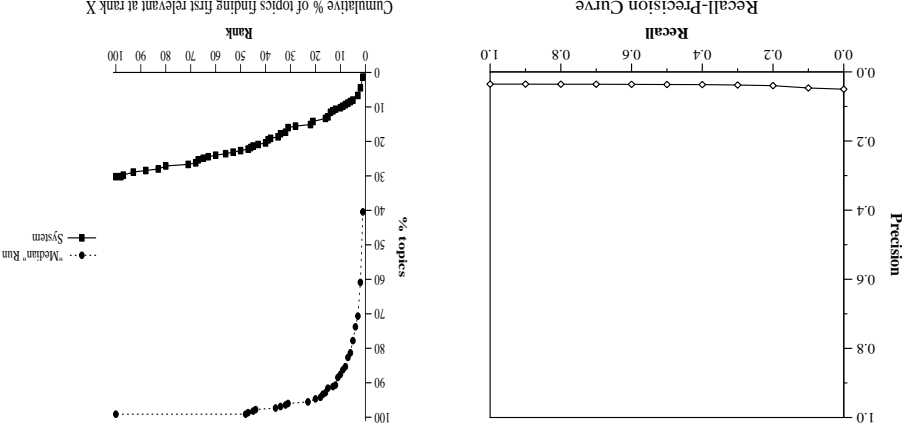 Precision
1.0
0.8
0.6
0.4
0.2
0.0
0.0 0.2 0.4 0.6 0.8 1.0
Recall
Recall-Precision Curve
% topics
100
90
80
70
60
50
40
30
20
10
0
0 10 20 30 40 50 60 70 80 90 100
Rank
Cumulative % of topics finding first relevant at rank X
"Median" Run
System